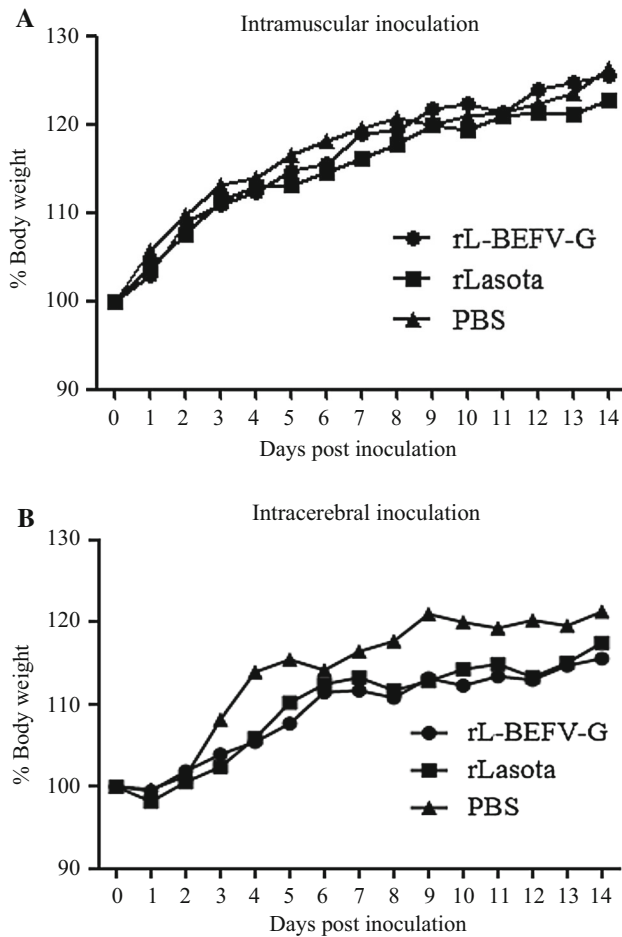 A
Intramuscular inoculation
130
120
110
100
90
% Body weight
rL-BEFV-G
rLasota
PBS
0 1 2 3 4 5 6 7 8 9 10 11 12 13 14
Days post inoculation
B
Intracerebral inoculation
130
120
110
100
90
% Body weight
rL-BEFV-G
rLasota
PBS
0 1 2 3 4 5 6 7 8 9 10 11 12 13 14
Days post inoculation